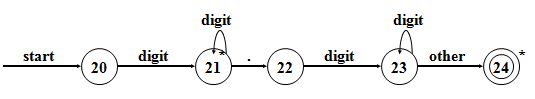 digit digit
start digit * . digit other *
20 21 22 23 24